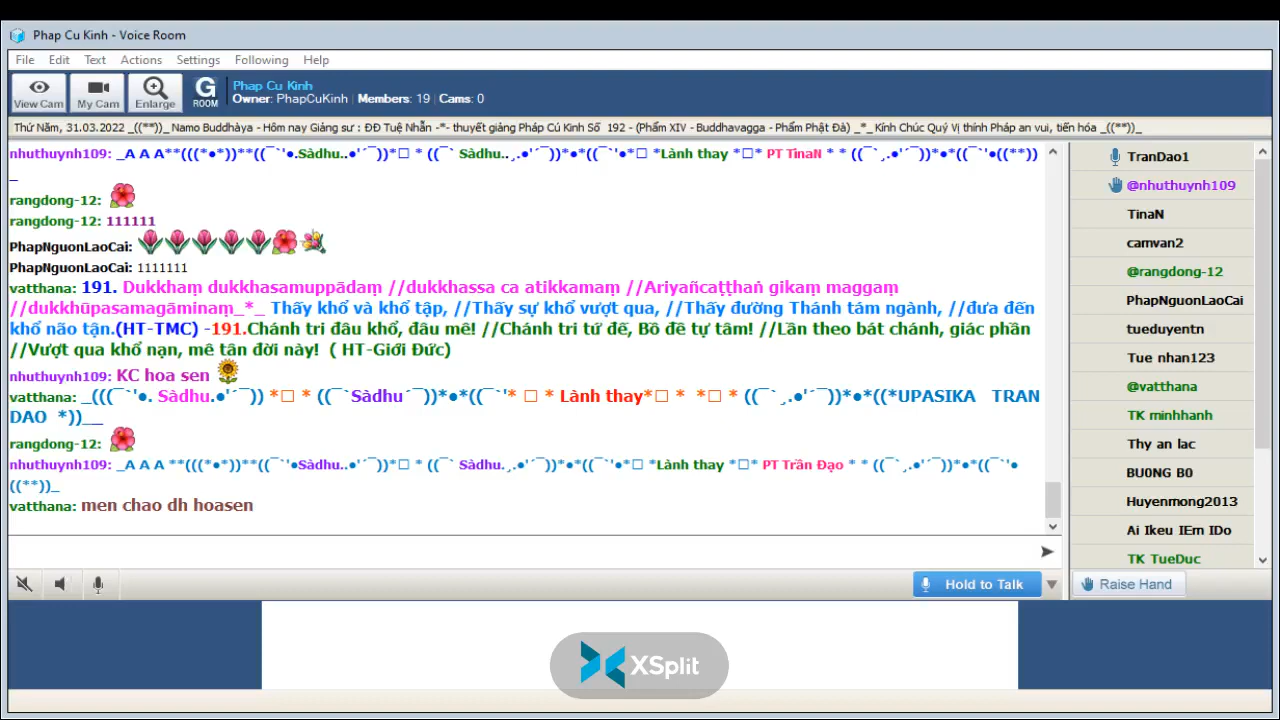 Phap Cu Kinh - Voice Room
File Edit Text Actions Settings Following Help
View Cam
My Cam
Enlarge
G
ROOM
Phap Cu Kinh
Owner: PhapCuKinh | Members: 19 | Cams: 0
Thứ Năm, 31.03.2022 _((**))_ Namo Buddhàya - Hôm nay Giảng sư : ĐĐ Tuệ Nhẫn -*- thuyết giảng Pháp Cú Kinh Số 192 - (Phẩm XIV - Buddhavagga - Phẩm Phật Đà) _*_ Kính Chúc Quý Vị thính Pháp an vui, tiến hóa _((**))_
nhuthuynh109: _A A A**(((*●*))**((¯`'●.Sàdhu..●'´¯))*□ * ((¯` Sàdhu..¸.●'´¯))*●*((¯`'●*□ *Lành thay *□* PT TinaN * * ((¯`¸.●'´¯))*●*((¯`'●((**))
_
rangdong-12:
rangdong-12: 111111
PhapNguonLaoCai:
PhapNguonLaoCai: 1111111
vatthana: 191. Dukkhaṃ dukkhasamuppādaṃ //dukkhassa ca atikkamaṃ //Ariyañcaṭṭhaṅ gikaṃ maggaṃ
//dukkhūpasamagāminaṃ_*_ Thấy khổ và khổ tập, //Thấy sự khổ vượt qua, //Thấy đường Thánh tám ngành, //đưa đến
khổ não tận.(HT-TMC) -191.Chánh tri đâu khổ, đâu mê! //Chánh tri tứ đế, Bồ đề tự tâm! //Lần theo bát chánh, giác phần
//Vượt qua khổ nạn, mê tân đời này! ( HT-Giới Đức)
nhuthuynh109: KC hoa sen
vatthana: _(((¯`'●. Sàdhu.●'´¯)) *□ * ((¯`Sàdhu´¯))*●*((¯`'* □ * Lành thay*□ * *□ * ((¯`¸.●'´¯))*●*((*UPASIKA TRAN
DAO *))__
rangdong-12:
nhuthuynh109: _A A A **(((*●*))**((¯`'●Sàdhu..●'´¯))*□ * ((¯` Sàdhu.¸.●'´¯))*●*((¯`'●*□ *Lành thay *□* PT Trần Đạo * * ((¯`¸.●'´¯))*●*((¯`'●
((**))_
vatthana: men chao dh hoasen
TranDao1
@nhuthuynh109
TinaN
camvan2
@rangdong-12
PhapNguonLaoCai
tueduyentn
Tue nhan123
@vatthana
TK minhhanh
Thy an lac
BU0NG B0
Huyenmong2013
Ai Ikeu IEm IDo
TK TueDuc
Hold to Talk
Raise Hand
XSplit